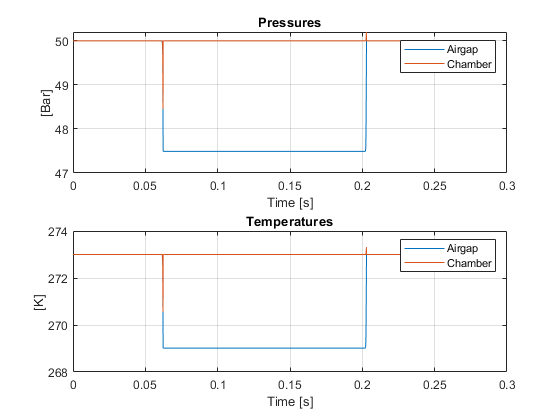 Pressures
50
49
48
47
[Bar]
Airgap
Chamber
0
0.05
0.1
0.15
0.2
0.25
0.3
Time [s]
Temperatures
274
272
270
268
[K]
Airgap
Chamber
0
0.05
0.1
0.15
0.2
0.25
0.3
Time [s]